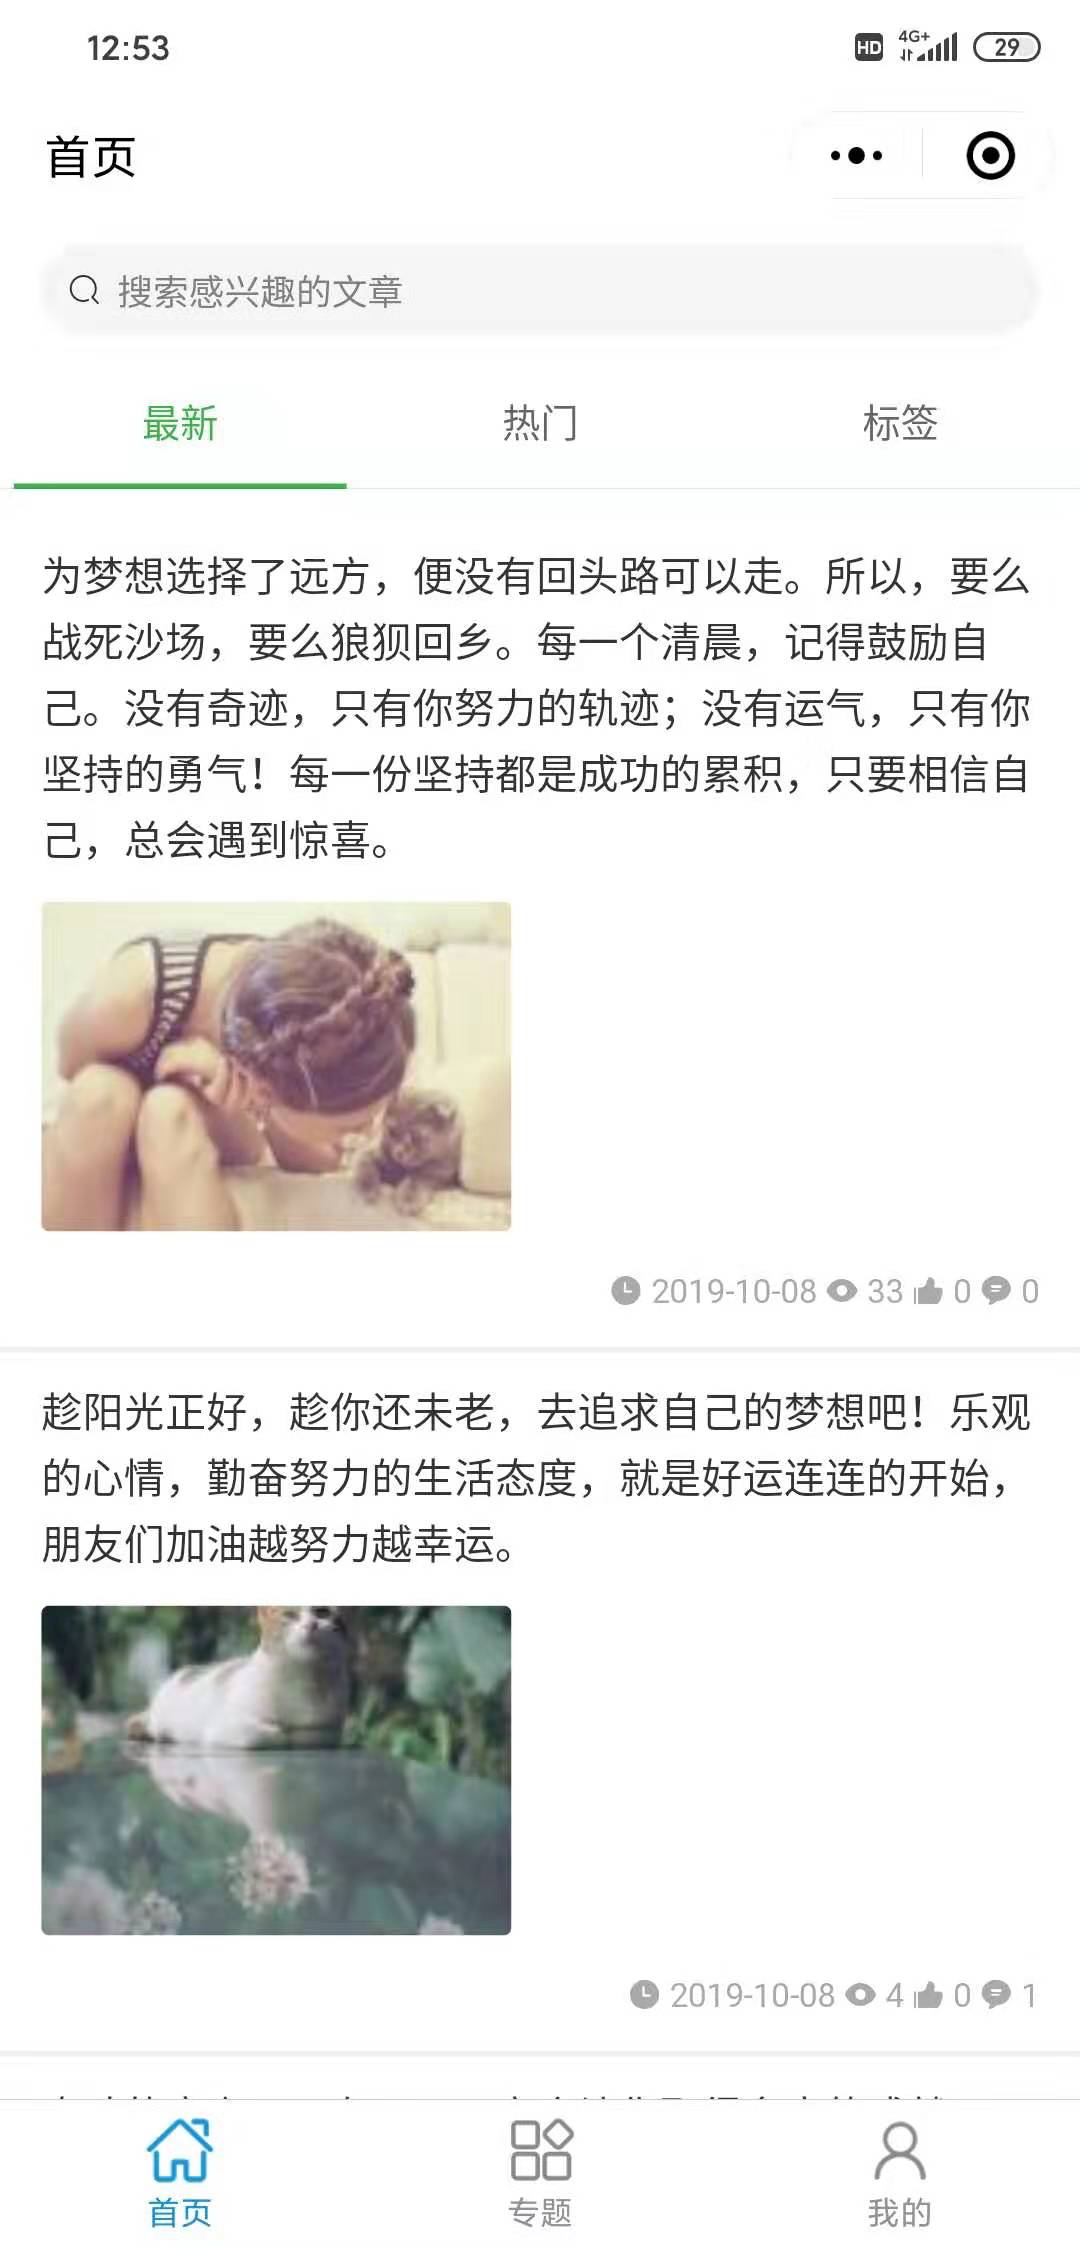 12:53
HD 4G+ 29
首页
搜索感兴趣的文章
最新 热门 标签
为梦想选择了远方，便没有回头路可以走。所以，要么
战死沙场，要么狼狈回乡。每一个清晨，记得鼓励自
己。没有奇迹，只有你努力的轨迹；没有运气，只有你
坚持的勇气！每一份坚持都是成功的累积，只要相信自
己，总会遇到惊喜。
2019-10-08 33 0 0
趁阳光正好，趁你还未老，去追求自己的梦想吧！乐观
的心情，勤奋努力的生活态度，就是好运连连的开始，
朋友们加油越努力越幸运。
2019-10-08 4 0 1
首页 专题 我的